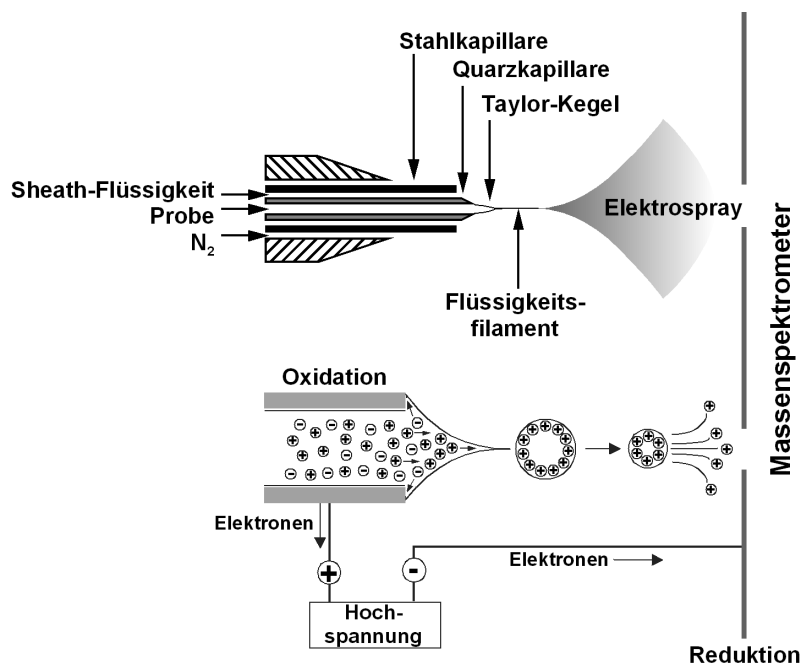 Stahlkapillare
Quarzkapillare
Taylor-Kegel
Sheath-Flüssigkeit
Probe
N₂
Elektrospray
Flüssigkeits-
filament
Massenspektrometer
Oxidation
Elektronen
+
-
Elektronen
Hoch-
spannung
Reduktion